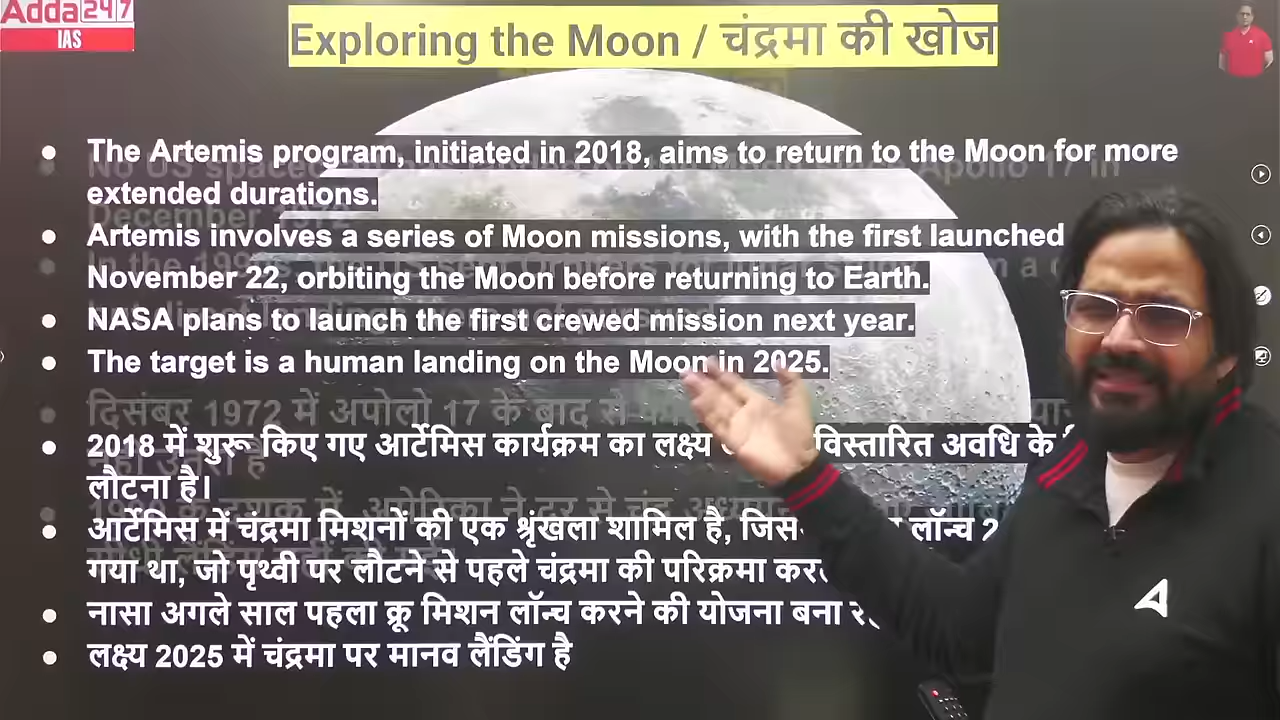 Adda247
IAS
Exploring the Moon / चंद्रमा की खोज
The Artemis program, initiated in 2018, aims to return to the Moon for more
extended durations.
Artemis involves a series of Moon missions, with the first launched
November 22, orbiting the Moon before returning to Earth.
NASA plans to launch the first crewed mission next year.
The target is a human landing on the Moon in 2025.
2018 में शुरू किए गए आर्टेमिस कार्यक्रम का लक्ष्य विस्तारित अवधि के
लौटना है।
आर्टेमिस में चंद्रमा मिशनों की एक श्रृंखला शामिल है, लॉन्च
गया था, जो पृथ्वी पर लौटने से पहले चंद्रमा की परिक्रमा
नासा अगले साल पहला क्रू मिशन लॉन्च करने की योजना बना
लक्ष्य 2025 में चंद्रमा पर मानव लैंडिंग है